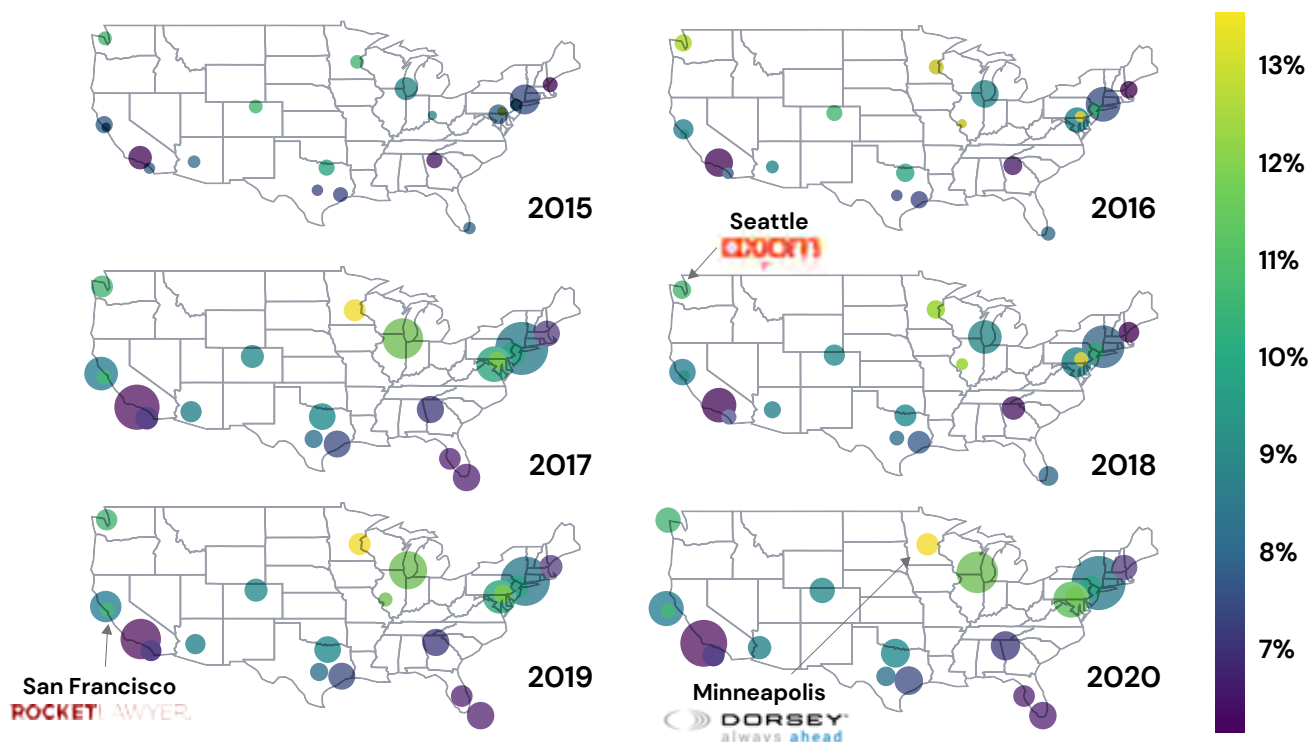 2015
2016
13%
12%
11%
10%
9%
8%
7%
Seattle
axiom
2017
2018
2019
2020
San Francisco
ROCKETLAWYER.
Minneapolis
DORSEY
always ahead